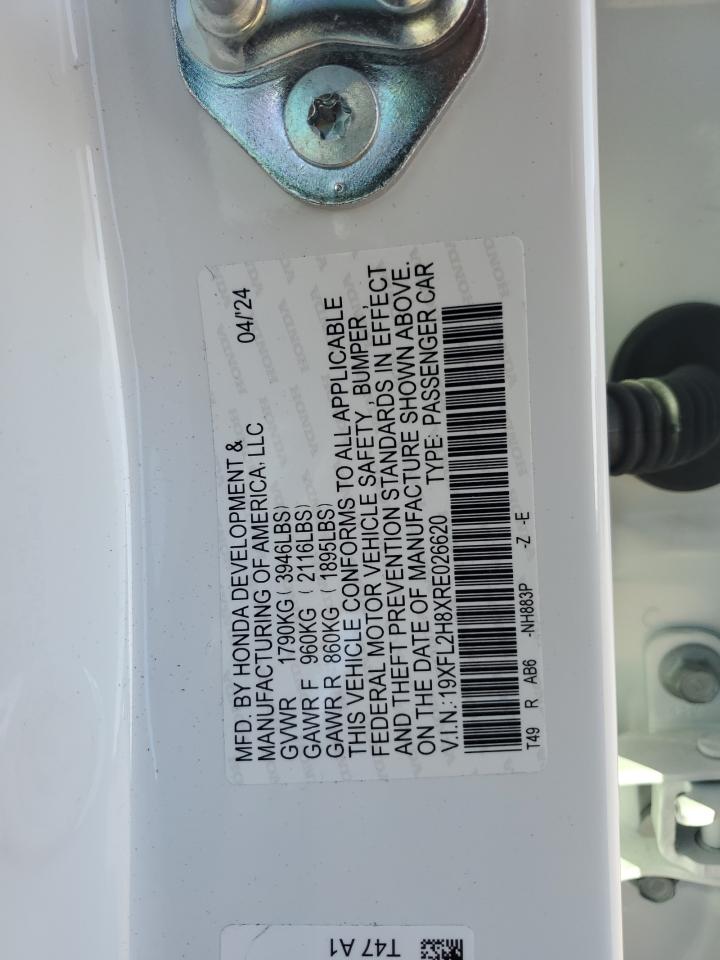 MFD. BY HONDA DEVELOPMENT &
MANUFACTURING OF AMERICA, LLC 04/'24
GVWR 1790KG ( 3946LBS)
GAWR F 960KG ( 2116LBS)
GAWR R 860KG ( 1895LBS)
THIS VEHICLE CONFORMS TO ALL APPLICABLE
FEDERAL MOTOR VEHICLE SAFETY , BUMPER ,
AND THEFT PREVENTION STANDARDS IN EFFECT
ON THE DATE OF MANUFACTURE SHOWN ABOVE.
V.I.N.: 19XFL2H8XRE026620 TYPE: PASSENGER CAR
T49 R AB6 -NH883P -Z -E
T47 A1